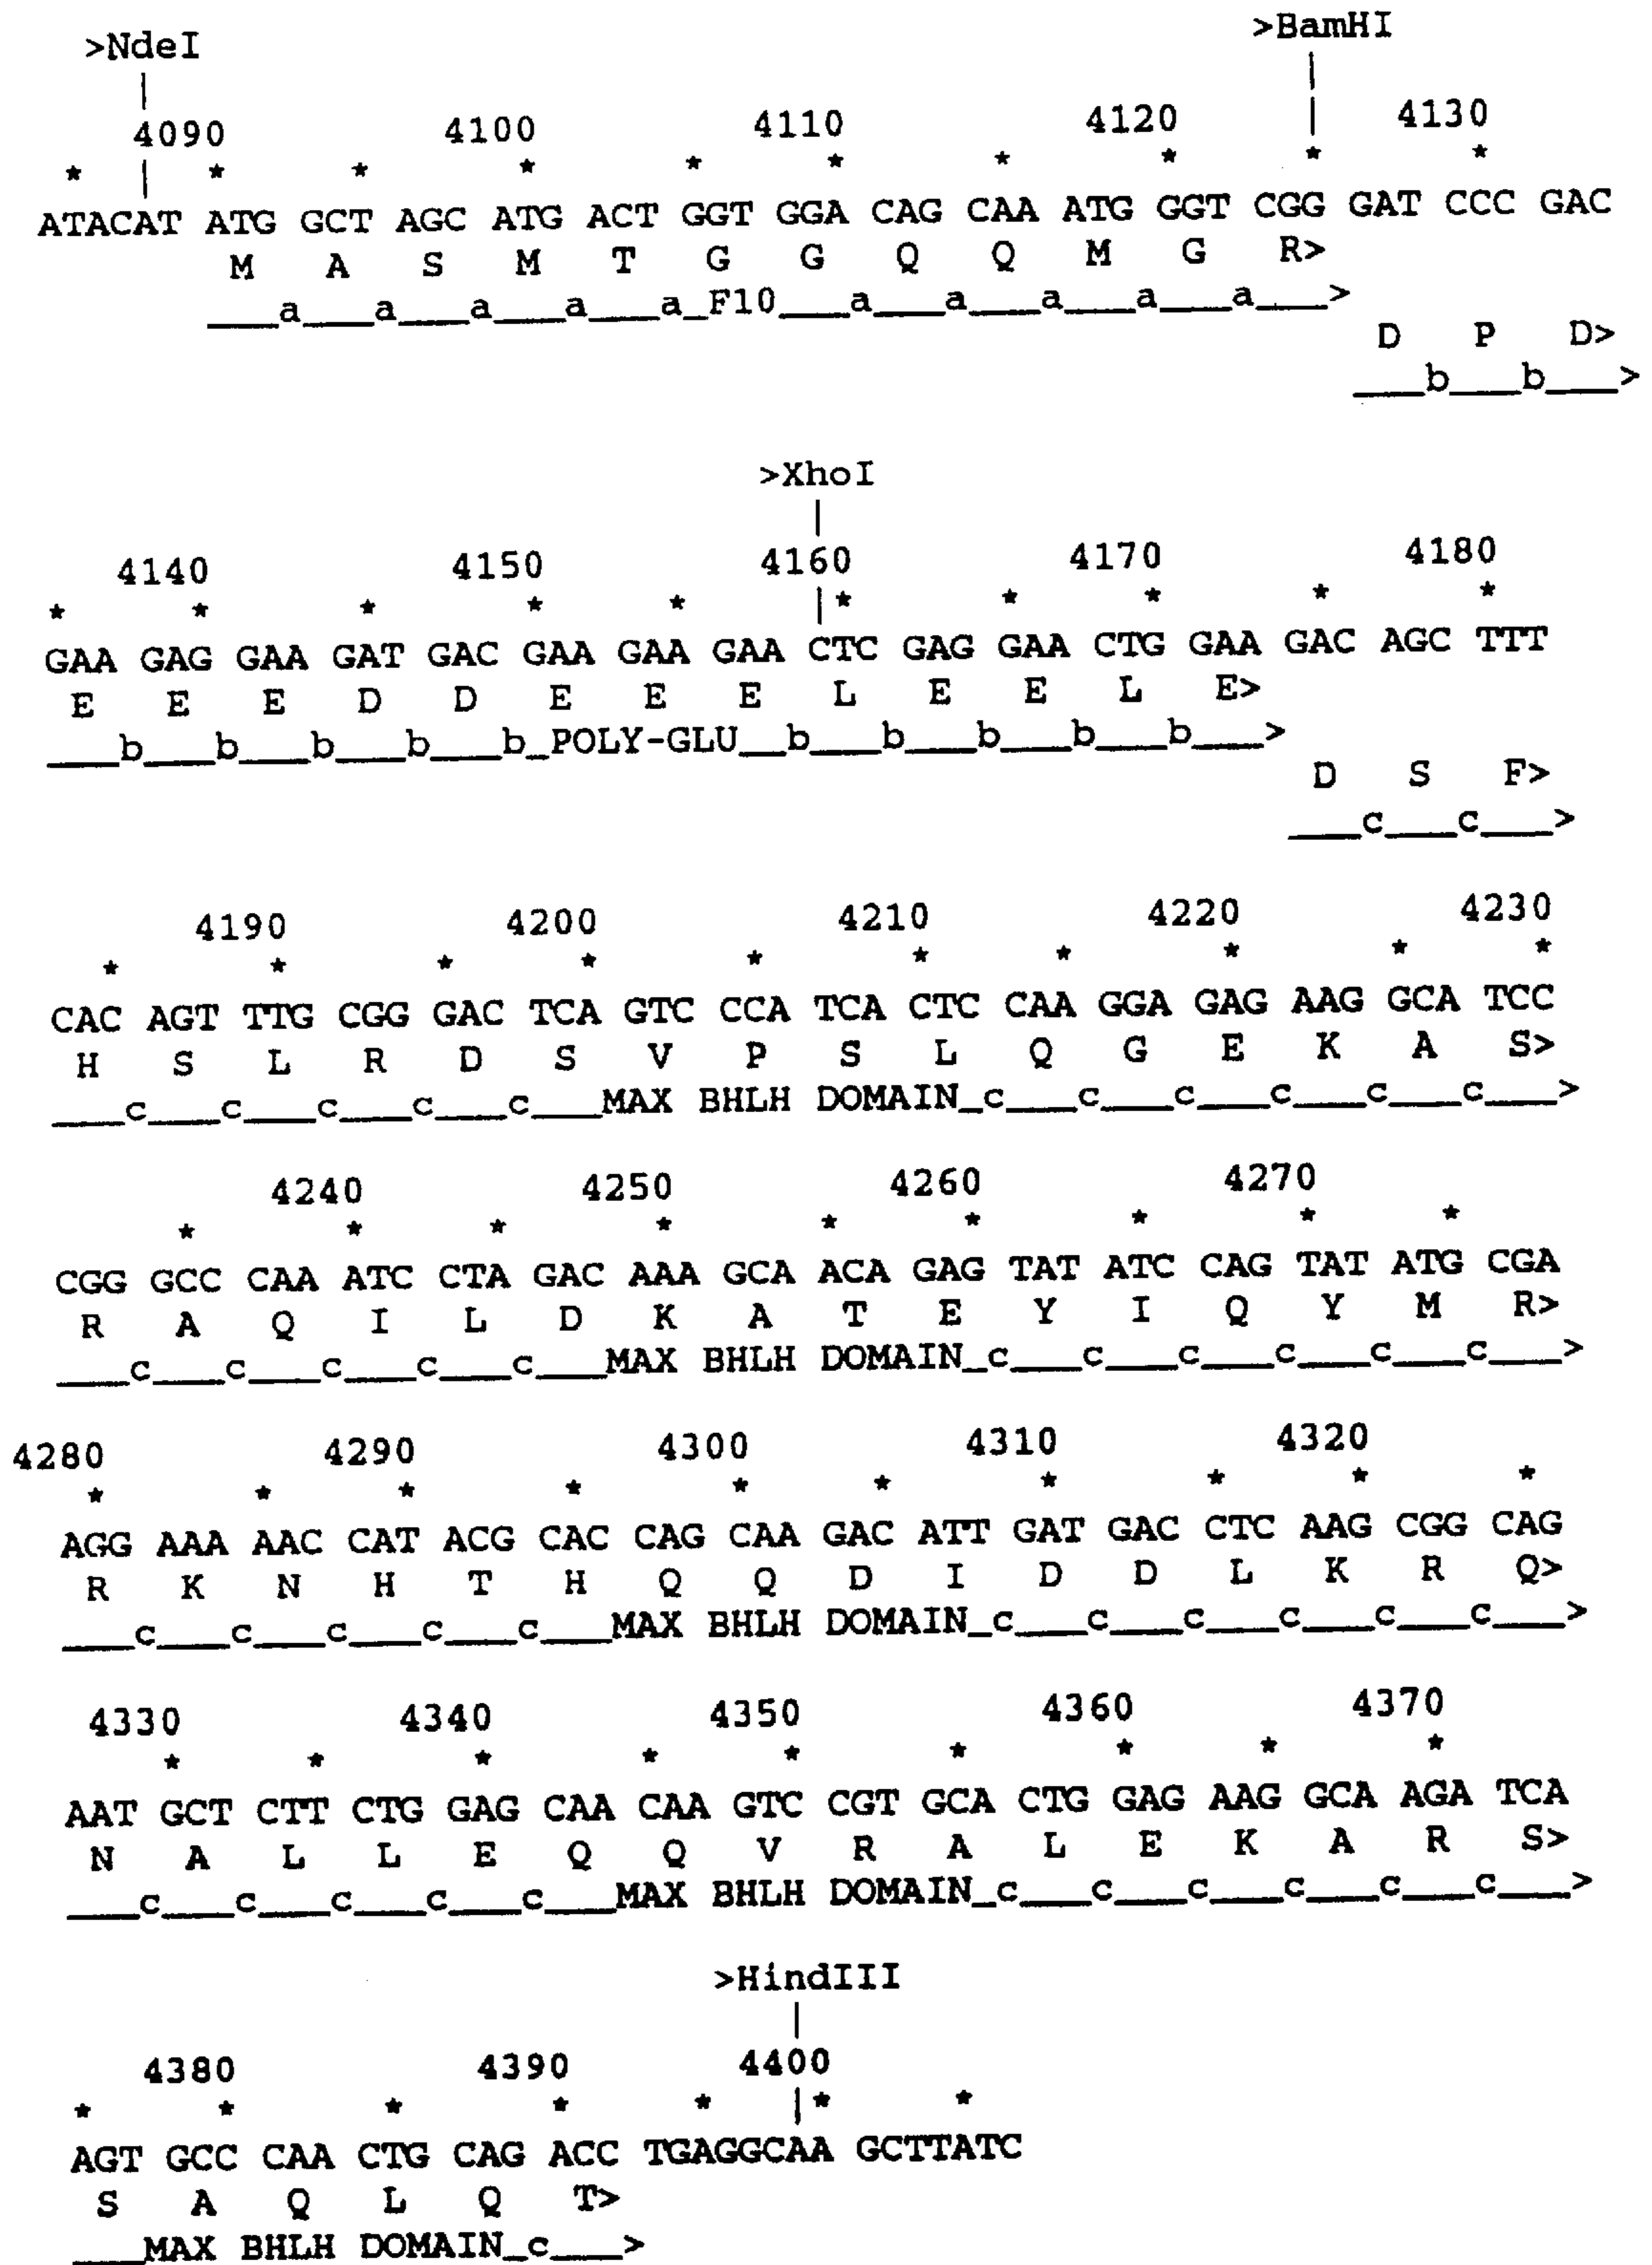 >NdeI >BamHI
| |
4090 4100 4110 4120 | 4130
* | * * * * * * * * * *
ATACAT ATG GCT AGC ATG ACT GGT GGA CAG CAA ATG GGT CGG GAT CCC GAC
M A S M T G G Q Q M G R>
___a___a___a___a___a_F10___a___a___a___a___a___>
D P D>
___b___b___>
>XhoI
|
4140 4150 4160 4170 4180
* * * * * |* * * * *
GAA GAG GAA GAT GAC GAA GAA GAA CTC GAG GAA CTG GAA GAC AGC TTT
E E E D D E E E L E E L E>
___b___b___b___b___b_POLY-GLU__b___b___b___b___b___>
D S F>
___c___c___>
4190 4200 4210 4220 4230
* * * * * * * * * *
CAC AGT TTG CGG GAC TCA GTC CCA TCA CTC CAA GGA GAG AAG GCA TCC
H S L R D S V P S L Q G E K A S>
___c___c___c___c___c___MAX BHLH DOMAIN_c___c___c___c___c___c___>
4240 4250 4260 4270
* * * * * * * * *
CGG GCC CAA ATC CTA GAC AAA GCA ACA GAG TAT ATC CAG TAT ATG CGA
R A Q I L D K A T E Y I Q Y M R>
___c___c___c___c___c___MAX BHLH DOMAIN_c___c___c___c___c___c___>
4280 4290 4300 4310 4320
* * * * * * * * * *
AGG AAA AAC CAT ACG CAC CAG CAA GAC ATT GAT GAC CTC AAG CGG CAG
R K N H T H Q Q D I D D L K R Q>
___c___c___c___c___c___MAX BHLH DOMAIN_c___c___c___c___c___c___>
4330 4340 4350 4360 4370
* * * * * * * * *
AAT GCT CTT CTG GAG CAA CAA GTC CGT GCA CTG GAG AAG GCA AGA TCA
N A L L E Q Q V R A L E K A R S>
___c___c___c___c___c___MAX BHLH DOMAIN_c___c___c___c___c___c___>
>HindIII
|
4380 4390 4400
* * * * * |* *
AGT GCC CAA CTG CAG ACC TGAGGCAA GCTTATC
S A Q L Q T>
___MAX BHLH DOMAIN_c___>